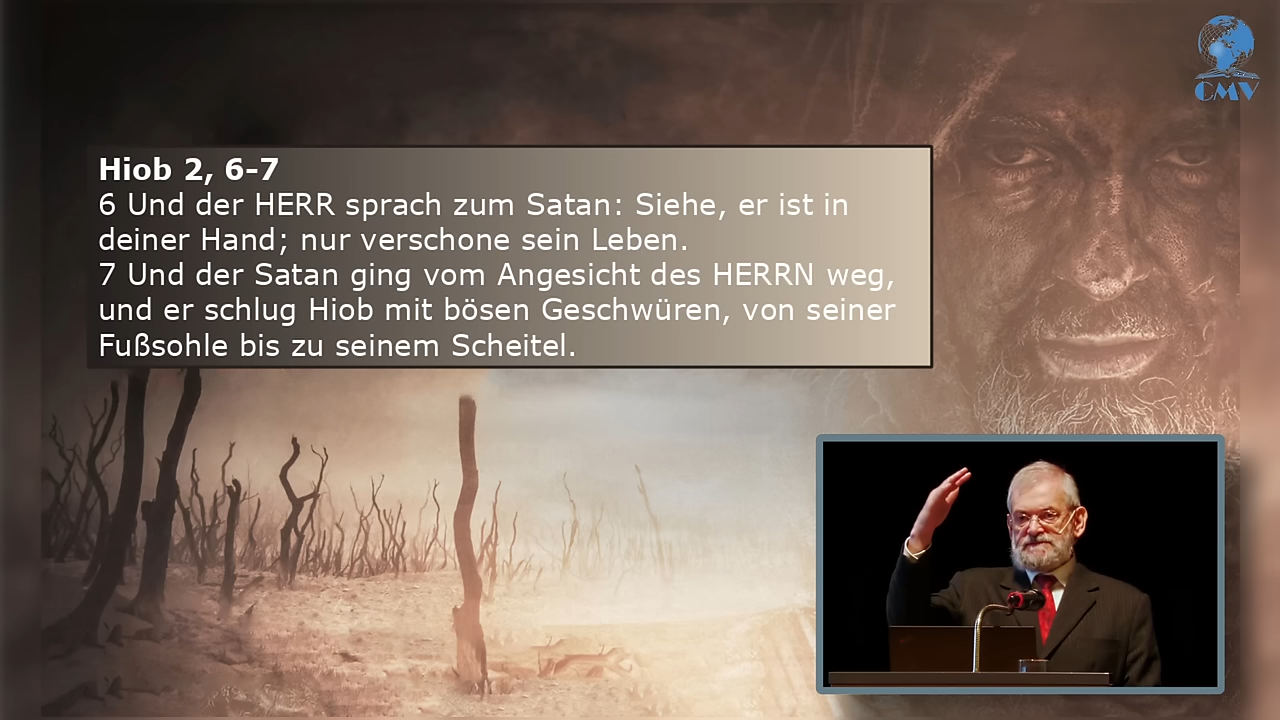 CMV
Hiob 2, 6-7
6 Und der HERR sprach zum Satan: Siehe, er ist in
deiner Hand; nur verschone sein Leben.
7 Und der Satan ging vom Angesicht des HERRN weg,
und er schlug Hiob mit bösen Geschwüren, von seiner
Fußsohle bis zu seinem Scheitel.